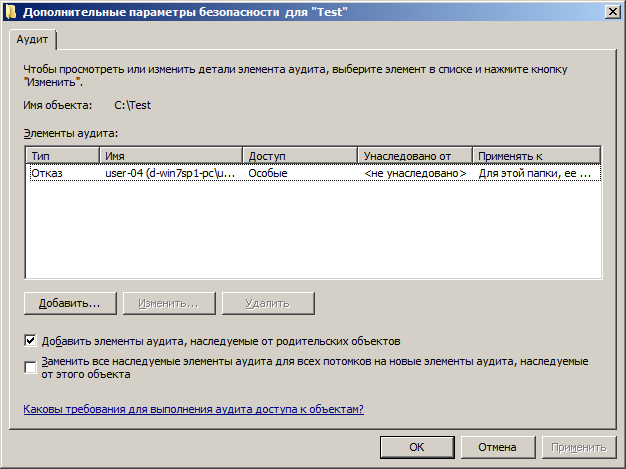 Дополнительные параметры безопасности для "Test"
Аудит
Чтобы просмотреть или изменить детали элемента аудита, выберите элемент в списке и нажмите кнопку
"Изменить".
Имя объекта: C:\Test
Элементы аудита:
Тип Имя Доступ Унаследовано от Применять к
Отказ user-04 (d-win7sp1-pc\u... Особые <не унаследовано> Для этой папки, ее ...
Добавить... Изменить... Удалить
Добавить элементы аудита, наследуемые от родительских объектов
Заменить все наследуемые элементы аудита для всех потомков на новые элементы аудита, наследуемые
от этого объекта
Каковы требования для выполнения аудита доступа к объектам?
ОК Отмена Применить